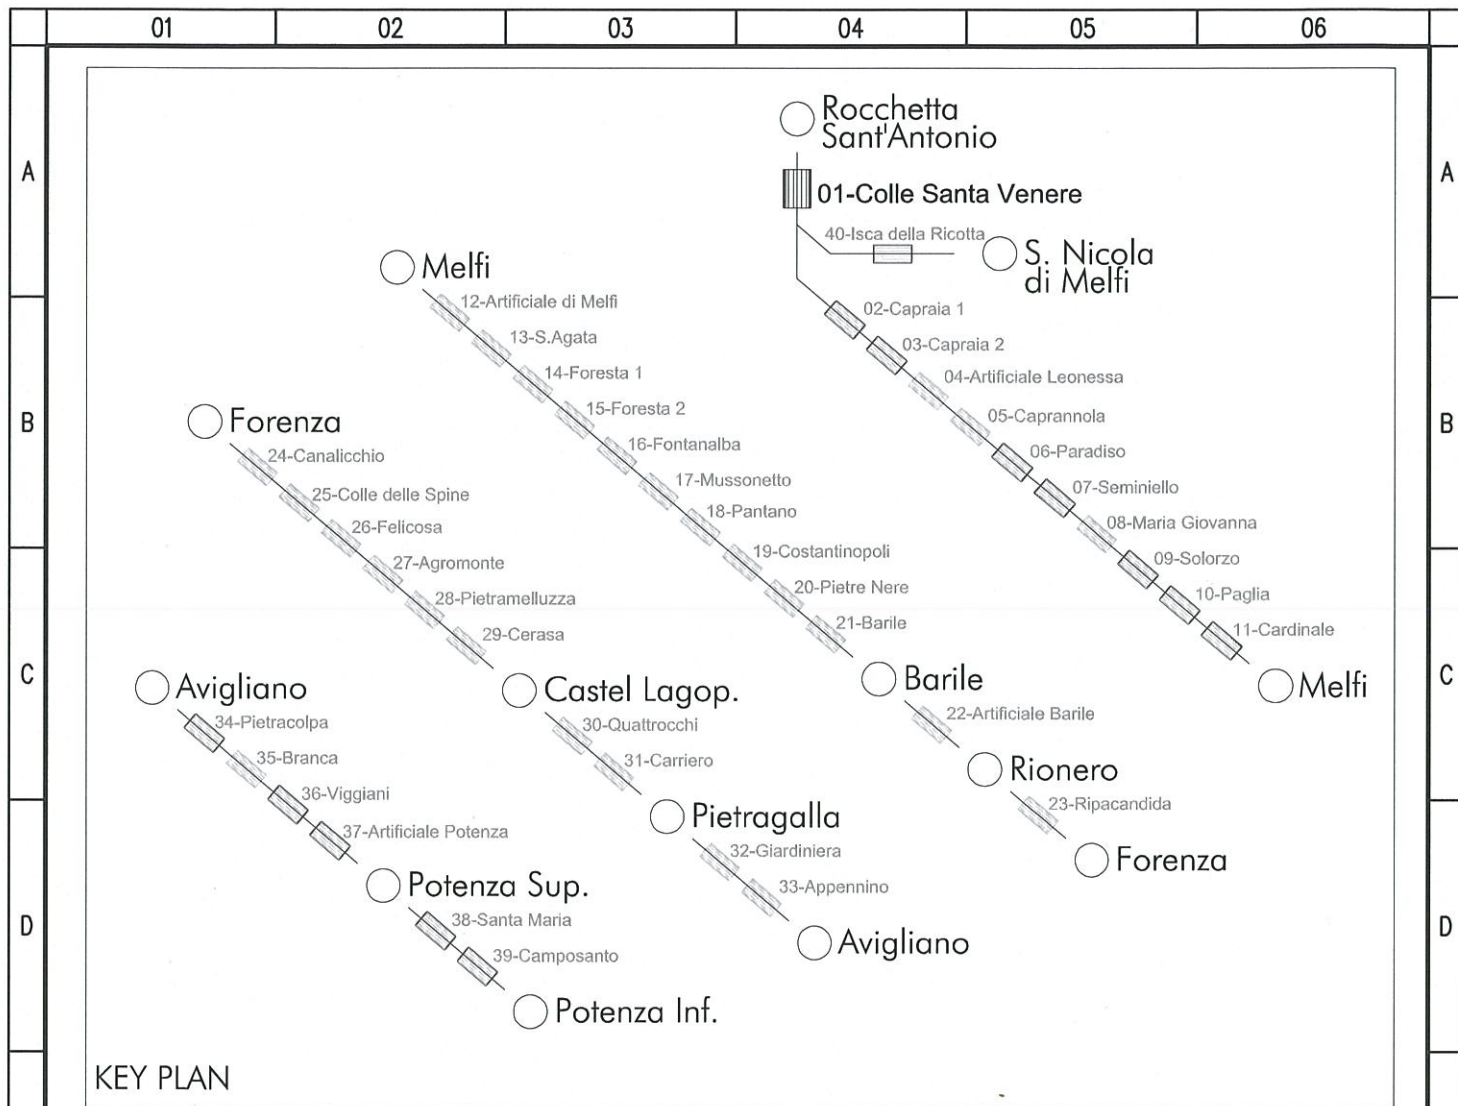 01 02 03 04 05 06
A A
B B
C C
D D
Rocchetta
Sant'Antonio
01-Colle Santa Venere
40-Isca della Ricotta
S. Nicola
di Melfi
02-Capraia 1
03-Capraia 2
04-Artificiale Leonessa
05-Caprannola
06-Paradiso
07-Seminiello
08-Maria Giovanna
09-Solorzo
10-Paglia
11-Cardinale
Melfi
Melfi
12-Artificiale di Melfi
13-S.Agata
14-Foresta 1
15-Foresta 2
16-Fontanalba
17-Mussonetto
18-Pantano
19-Costantinopoli
20-Pietre Nere
21-Barile
Barile
22-Artificiale Barile
Rionero
23-Ripacandida
Forenza
Forenza
24-Canalicchio
25-Colle delle Spine
26-Felicosa
27-Agromonte
28-Pietramelluzza
29-Cerasa
Castel Lagop.
30-Quattrocchi
31-Carriero
Pietragalla
32-Giardiniera
33-Appennino
Avigliano
Avigliano
34-Pietracolpa
35-Branca
36-Viggiani
37-Artificiale Potenza
Potenza Sup.
38-Santa Maria
39-Camposanto
Potenza Inf.
KEY PLAN